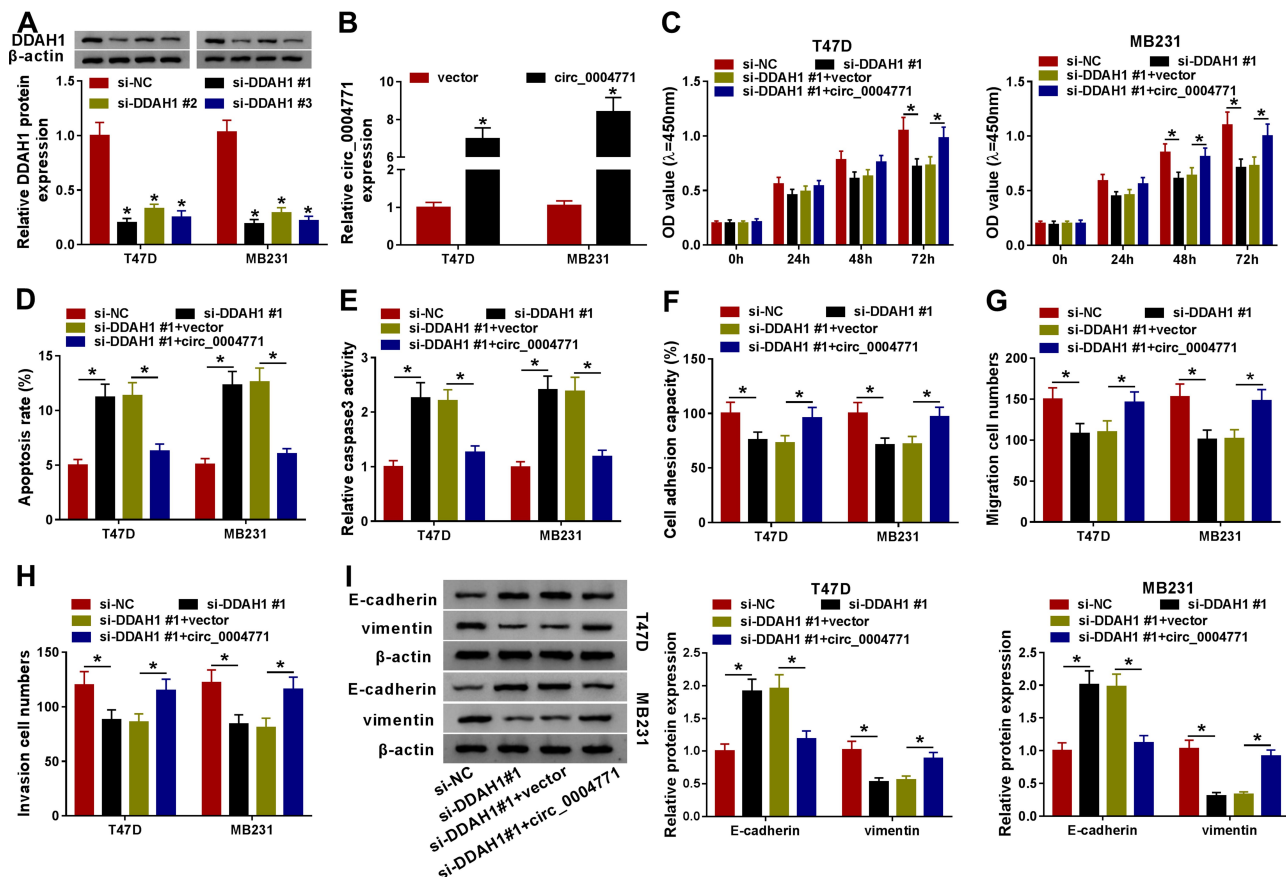 A
DDAH1
β-actin
Relative DDAH1 protein
expression
1.5
1.0
0.5
0.0
si-NC
si-DDAH1 #1
si-DDAH1 #2
si-DDAH1 #3
* * *
* * *
T47D
MB231
B
Relative circ_0004771
expression
10
8
6
2
1
0
vector
circ_0004771
*
*
T47D
MB231
C
T47D
si-NC
si-DDAH1 #1
si-DDAH1 #1+vector
si-DDAH1 #1+circ_0004771
OD value (λ=450nm)
1.5
1.0
0.5
0.0
* *
0h
24h
48h
72h
MB231
si-NC
si-DDAH1 #1
si-DDAH1 #1+vector
si-DDAH1 #1+circ_0004771
OD value (λ=450nm)
1.5
1.0
0.5
0.0
* * * *
0h
24h
48h
72h
D
si-NC
si-DDAH1 #1
si-DDAH1 #1+vector
si-DDAH1 #1+circ_0004771
Apoptosis rate (%)
15
10
5
0
* * * *
T47D
MB231
E
si-NC
si-DDAH1 #1
si-DDAH1 #1+vector
si-DDAH1 #1+circ_0004771
Relative caspase3 activity
3
2
1
0
* * * *
T47D
MB231
F
si-NC
si-DDAH1 #1
si-DDAH1 #1+vector
si-DDAH1 #1+circ_0004771
Cell adhesion capacity (%)
150
100
50
0
* * * *
T47D
MB231
G
si-NC
si-DDAH1 #1
si-DDAH1 #1+vector
si-DDAH1 #1+circ_0004771
Migration cell numbers
200
150
100
50
0
* * * *
T47D
MB231
H
si-NC
si-DDAH1 #1
si-DDAH1 #1+vector
si-DDAH1 #1+circ_0004771
Invasion cell numbers
150
100
50
0
* * * *
T47D
MB231
I
E-cadherin
vimentin
β-actin
T47D
E-cadherin
vimentin
β-actin
MB231
si-NC
si-DDAH1#1
si-DDAH1#1+vector
si-DDAH1#1+circ_0004771
T47D
si-NC
si-DDAH1 #1
si-DDAH1 #1+vector
si-DDAH1 #1+circ_0004771
Relative protein expression
2.5
2.0
1.5
1.0
0.5
0.0
* * * *
E-cadherin
vimentin
MB231
si-NC
si-DDAH1 #1
si-DDAH1 #1+vector
si-DDAH1 #1+circ_0004771
Relative protein expression
2.5
2.0
1.5
1.0
0.5
0.0
* * * *
E-cadherin
vimentin